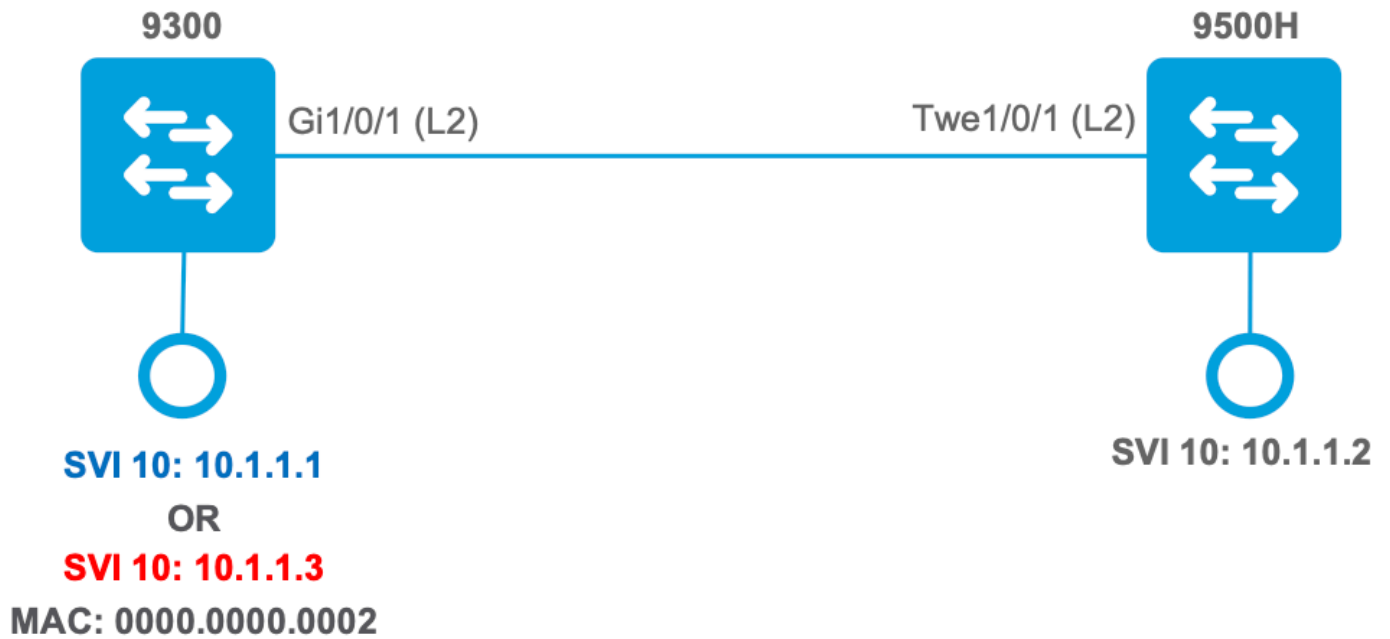 9300
9500H
Gi1/0/1 (L2)
Twe1/0/1 (L2)
SVI 10: 10.1.1.1
OR
SVI 10: 10.1.1.3
MAC: 0000.0000.0002
SVI 10: 10.1.1.2